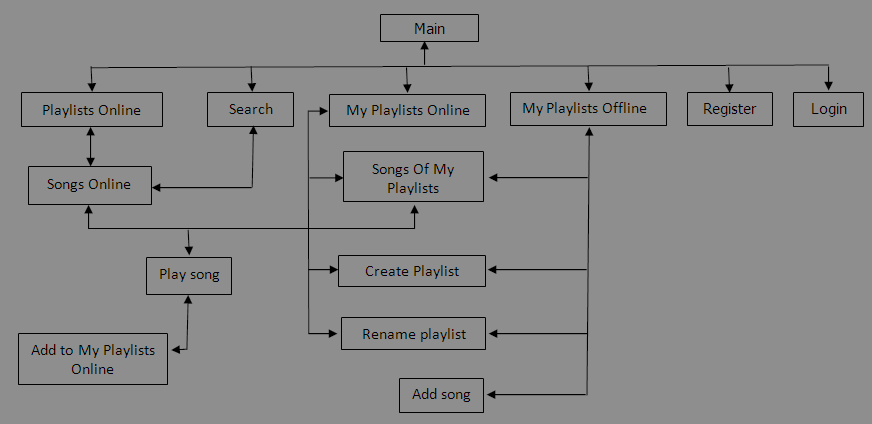 Main
Playlists Online
Search
My Playlists Online
My Playlists Offline
Register
Login
Songs Online
Songs Of My
Playlists
Play song
Create Playlist
Rename playlist
Add to My Playlists
Online
Add song